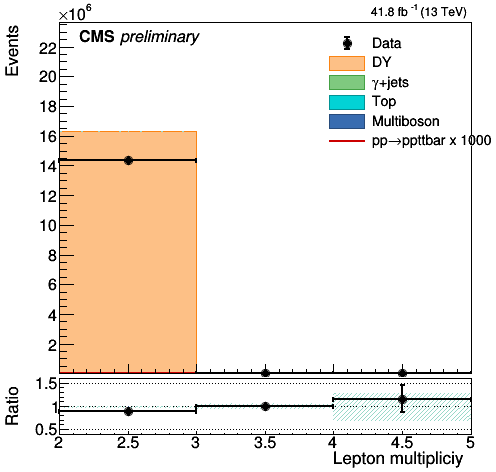 ×10⁶
41.8 fb⁻¹ (13 TeV)
CMS preliminary
Events
22
20
18
16
14
12
10
8
6
4
2
Data
DY
γ+jets
Top
Multiboson
pp→ppttbar x 1000
Ratio
1.5
1
0.5
2 2.5 3 3.5 4 4.5 5
Lepton multipliciy